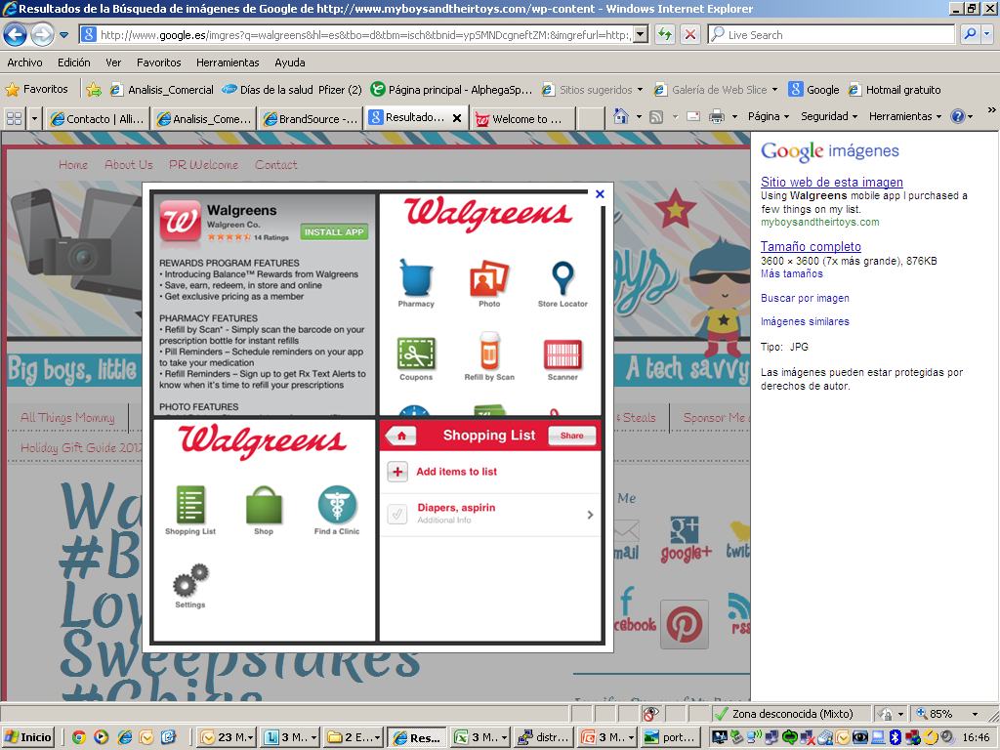 Resultados de la Búsqueda de imágenes de Google de http://www.myboysandtheirtoys.com/wp-content - Windows Internet Explorer
http://www.google.es/imgres?q=walgreens&hl=es&tbo=d&tbm=isch&tbnid=ypSMNDcgneftZM:&imgrefurl=http:
Live Search
Archivo Edición Ver Favoritos Herramientas Ayuda
Favoritos Analisis_Comercial Días de la salud Pfizer (2) Página principal - AlphegaSp... Sitios sugeridos Galería de Web Slice Google Hotmail gratuito
Contacto | Alli... Analisis_Come... BrandSource -... Resultado... Welcome to ... Página Seguridad Herramientas
Home About Us PR Welcome Contact
Walgreens
Walgreen Co.
14 Ratings
INSTALL APP
REWARDS PROGRAM FEATURES
• Introducing Balance™ Rewards from Walgreens
• Save, earn, redeem, in store and online
• Get exclusive pricing as a member
PHARMACY FEATURES
• Refill by Scan* - Simply scan the barcode on your
prescription bottle for instant refills
• Pill Reminders – Schedule reminders on your app
to take your medication
• Refill Reminders – Sign up to get Rx Text Alerts to
know when it's time to refill your prescriptions
PHOTO FEATURES
Walgreens
Pharmacy Photo Store Locator
Coupons Refill by Scan Scanner
Walgreens
Shopping List Shop Find a Clinic
Settings
Shopping List Share
Add items to list
Diapers, aspirin
Additional Info
oys
Big boys, little
A tech savvy
All Things Mommy
& Steals
Sponsor Me
Holiday Gift Guide 2012
Wa
#B
Loy
Sweepstakes
#Chias
Me
mail google+ twit
cebook rss
Google imágenes
Sitio web de esta imagen
Using Walgreens mobile app I purchased a
few things on my list.
myboysandtheirtoys.com
Tamaño completo
3600 × 3600 (7x más grande), 876KB
Más tamaños
Buscar por imagen
Imágenes similares
Tipo: JPG
Las imágenes pueden estar protegidas por
derechos de autor.
Zona desconocida (Mixto) 85%
Inicio 23 M... 3 M... 2 E... Res... 3 M... distr... 3 M... port... 16:46